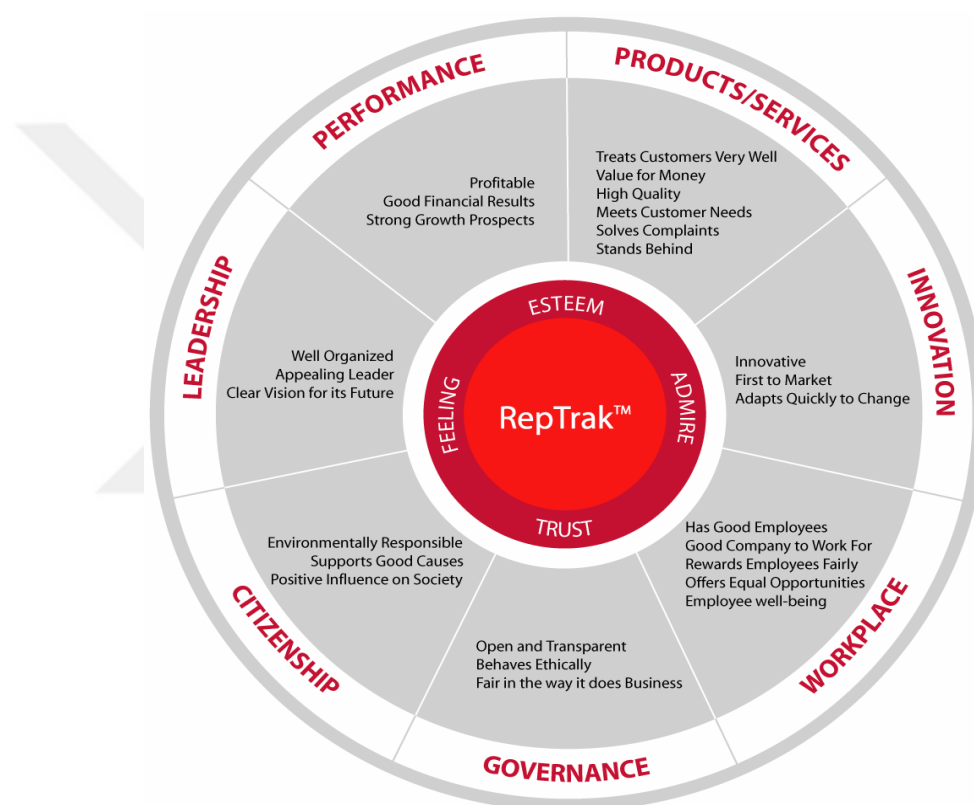 PERFORMANCE
Profitable
Good Financial Results
Strong Growth Prospects
PRODUCTS/SERVICES
Treats Customers Very Well
Value for Money
High Quality
Meets Customer Needs
Solves Complaints
Stands Behind
INNOVATION
Innovative
First to Market
Adapts Quickly to Change
WORKPLACE
Has Good Employees
Good Company to Work For
Rewards Employees Fairly
Offers Equal Opportunities
Employee well-being
GOVERNANCE
Open and Transparent
Behaves Ethically
Fair in the way it does Business
CITIZENSHIP
Environmentally Responsible
Supports Good Causes
Positive Influence on Society
LEADERSHIP
Well Organized
Appealing Leader
Clear Vision for its Future
ESTEEM
ADMIRE
TRUST
FEELING
RepTrak™